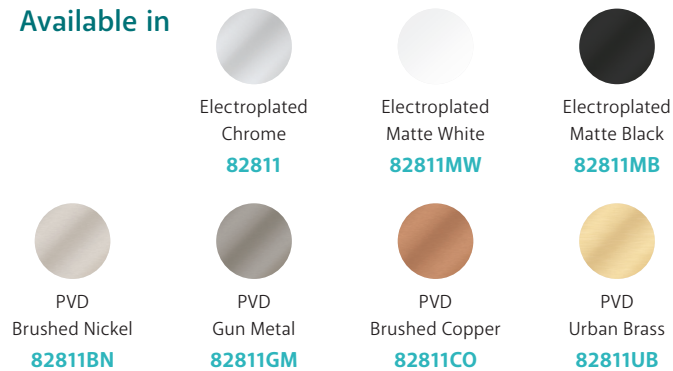 Available in
Electroplated
Chrome
82811
Electroplated
Matte White
82811MW
Electroplated
Matte Black
82811MB
PVD
Brushed Nickel
82811BN
PVD
Gun Metal
82811GM
PVD
Brushed Copper
82811CO
PVD
Urban Brass
82811UB